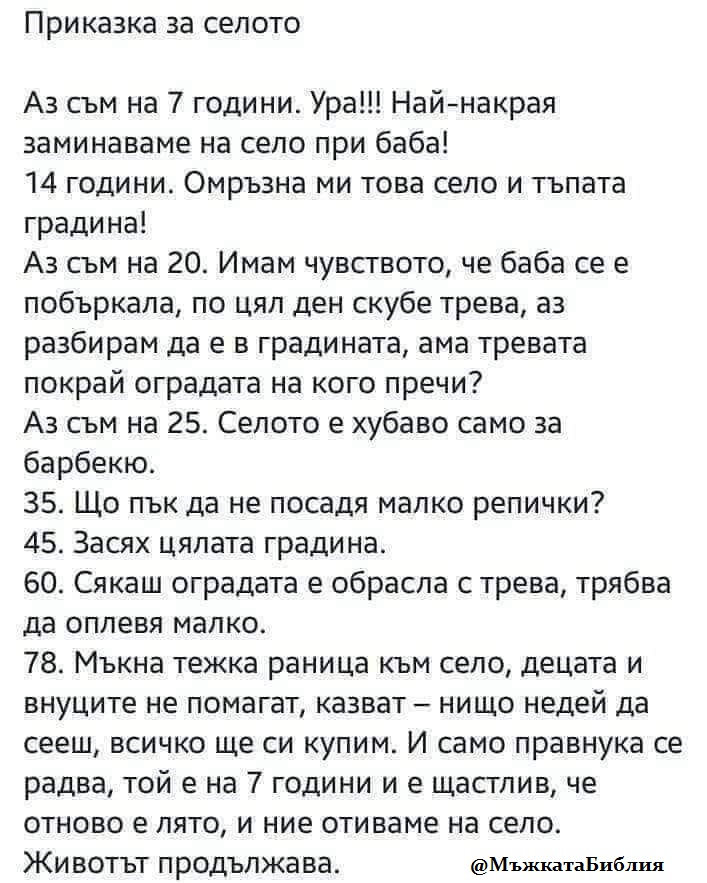 Приказка за селото
Аз съм на 7 години. Ура!!! Най-накрая
заминаваме на село при баба!
14 години. Омръзна ми това село и тъпата
градина!
Аз съм на 20. Имам чувството, че баба се е
побъркала, по цял ден скубе трева, аз
разбирам да е в градината, ама тревата
покрай оградата на кого пречи?
Аз съм на 25. Селото е хубаво само за
барбекю.
35. Що пък да не посадя малко репички?
45. Засях цялата градина.
60. Сякаш оградата е обрасла с трева, трябва
да оплевя малко.
78. Мъкна тежка раница към село, децата и
внуците не помагат, казват – нищо недей да
сееш, всичко ще си купим. И само правнука се
радва, той е на 7 години и е щастлив, че
отново е лято, и ние отиваме на село.
Животът продължава. @МъжкатаБиблия